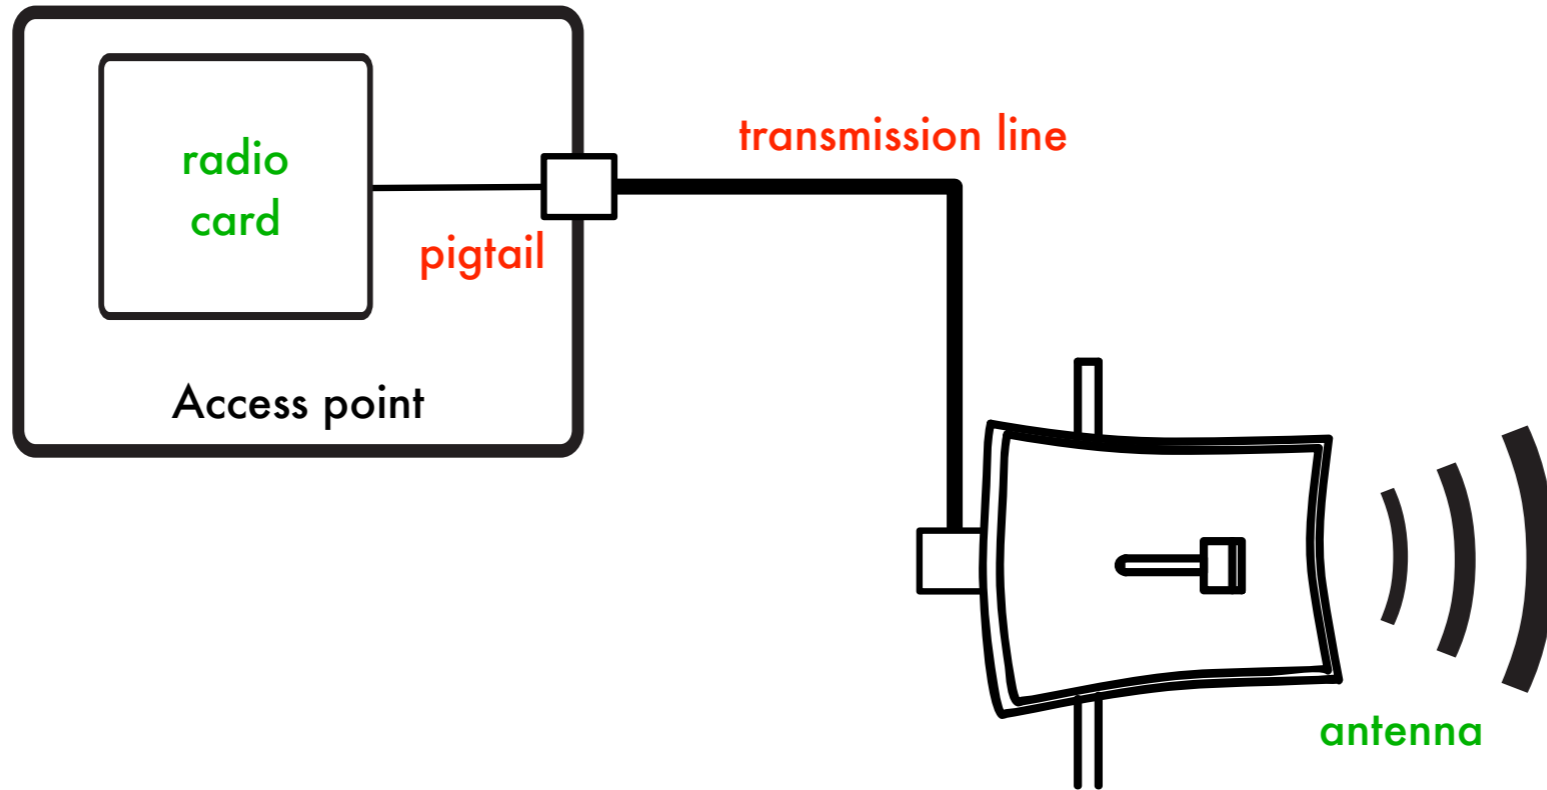 radio
card
pigtail
Access point
transmission line
antenna